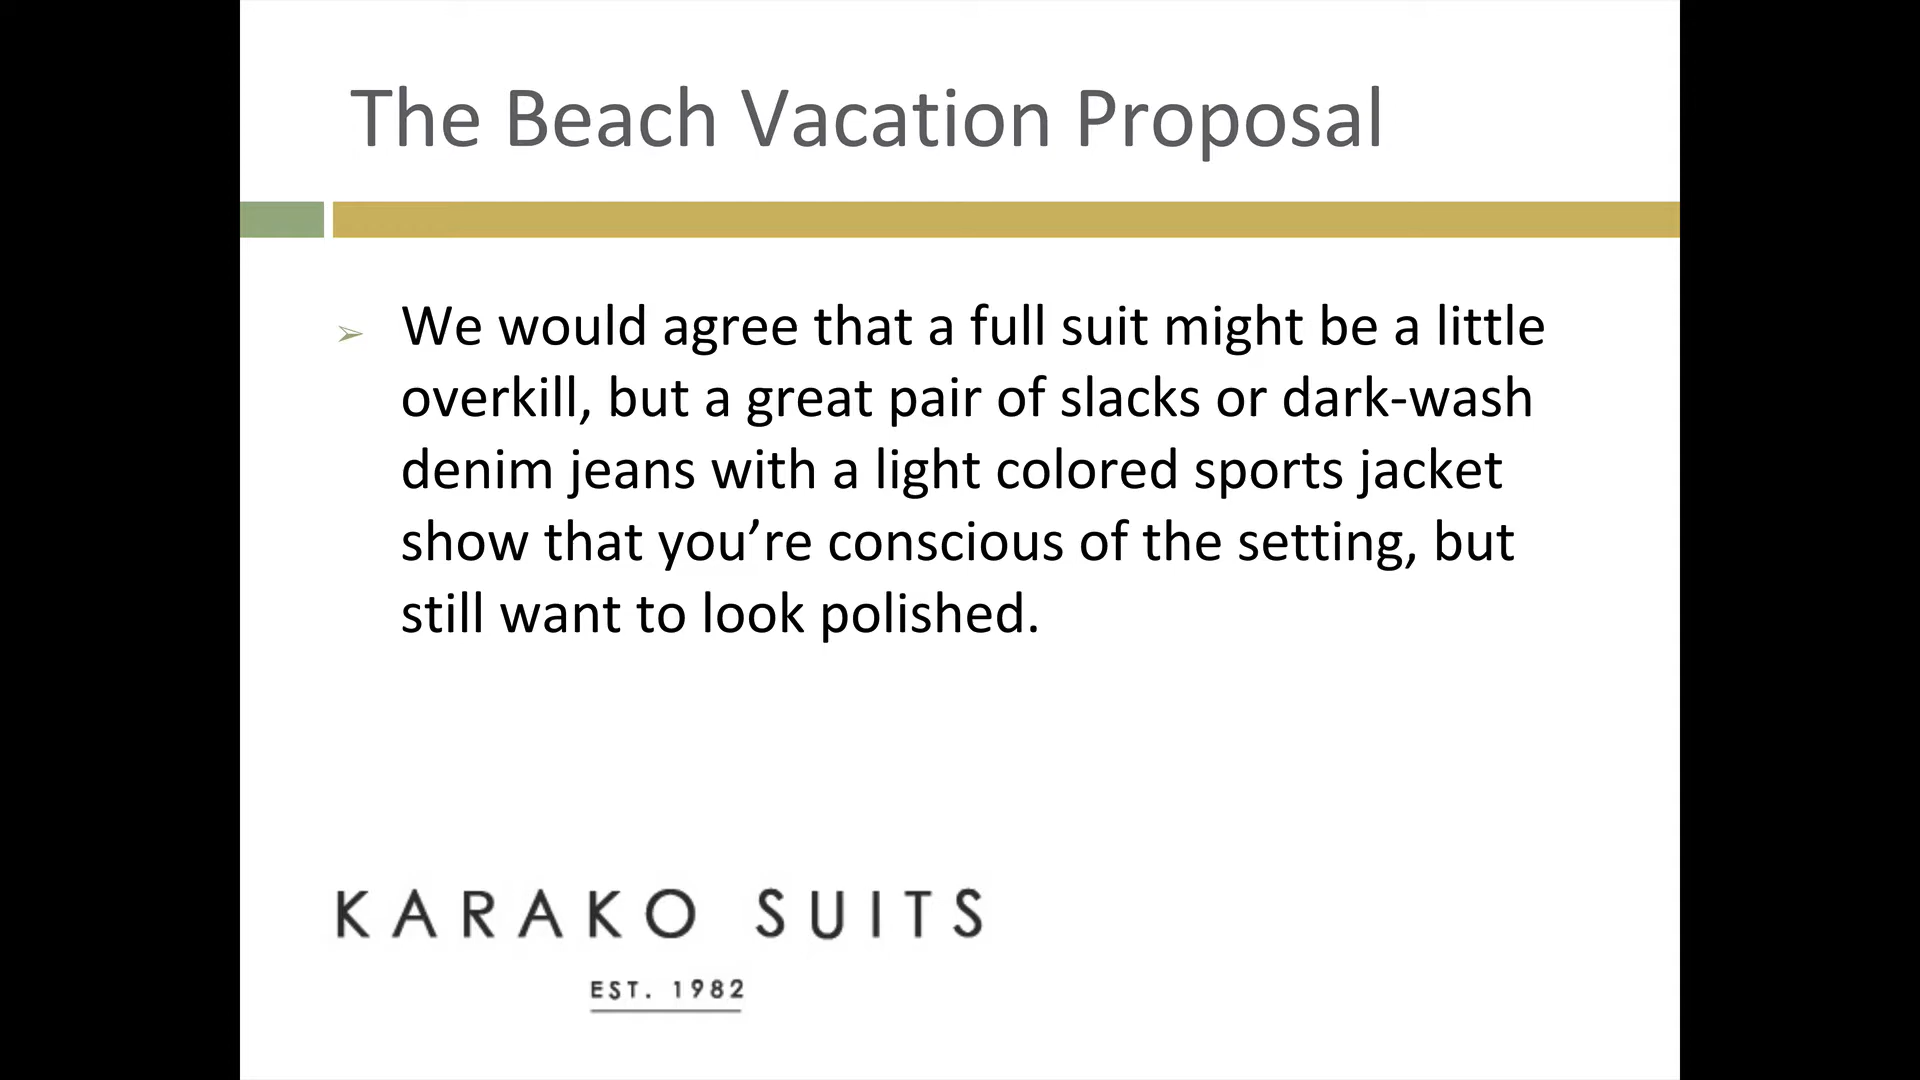 The Beach Vacation Proposal
➢ We would agree that a full suit might be a little
overkill, but a great pair of slacks or dark-wash
denim jeans with a light colored sports jacket
show that you’re conscious of the setting, but
still want to look polished.
KARAKO SUITS
EST. 1982